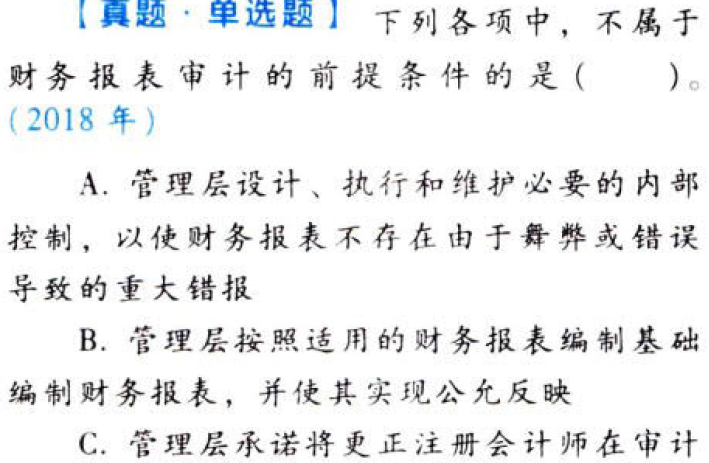 【真题·单选题】 下列各项中，不属于
财务报表审计的前提条件的是（　　）。
（2018 年）
A. 管理层设计、执行和维护必要的内部
控制，以使财务报表不存在由于舞弊或错误
导致的重大错报
B. 管理层按照适用的财务报表编制基础
编制财务报表，并使其实现公允反映
C. 管理层承诺将更正注册会计师在审计